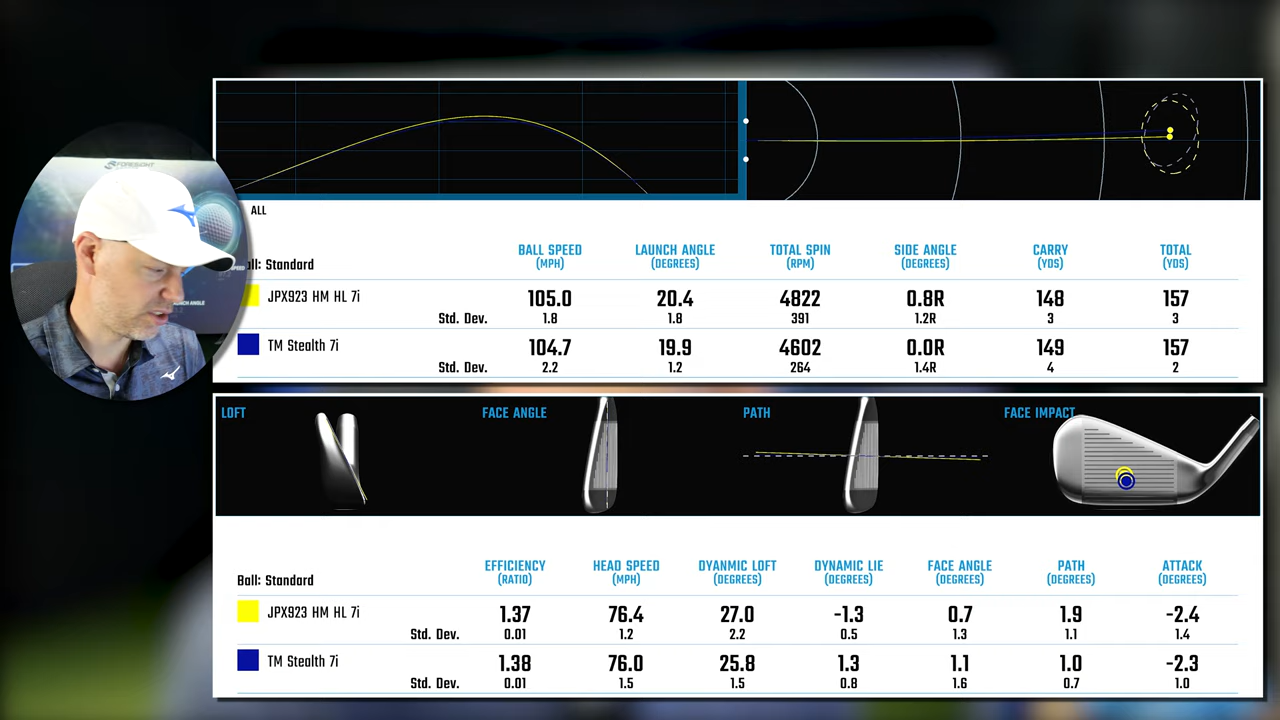 FORESIGHT
ALL
Ball: Standard
BALL SPEED (MPH) LAUNCH ANGLE (DEGREES) TOTAL SPIN (RPM) SIDE ANGLE (DEGREES) CARRY (YDS) TOTAL (YDS)
JPX923 HM HL 7i 105.0 20.4 4822 0.8R 148 157
Std. Dev. 1.8 1.8 391 1.2R 3 3
TM Stealth 7i 104.7 19.9 4602 0.0R 149 157
Std. Dev. 2.2 1.2 264 1.4R 4 2
LOFT FACE ANGLE PATH FACE IMPACT
Ball: Standard
EFFICIENCY (RATIO) HEAD SPEED (MPH) DYANMIC LOFT (DEGREES) DYNAMIC LIE (DEGREES) FACE ANGLE (DEGREES) PATH (DEGREES) ATTACK (DEGREES)
JPX923 HM HL 7i 1.37 76.4 27.0 -1.3 0.7 1.9 -2.4
Std. Dev. 0.01 1.2 2.2 0.5 1.3 1.1 1.4
TM Stealth 7i 1.38 76.0 25.8 1.3 1.1 1.0 -2.3
Std. Dev. 0.01 1.5 1.5 0.8 1.6 0.7 1.0